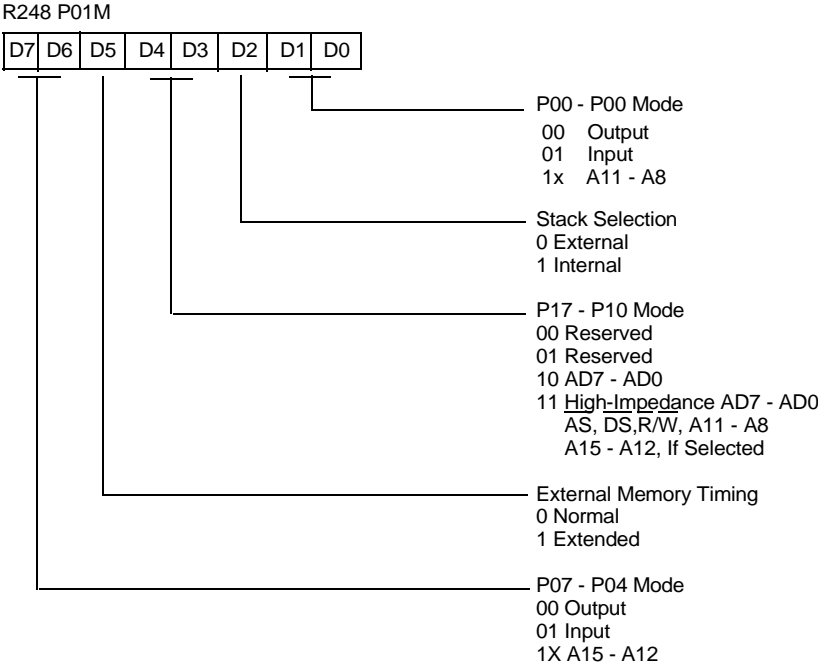 R248 P01M
D7 D6 D5 D4 D3 D2 D1 D0
P00 - P00 Mode
00 Output
01 Input
1x A11 - A8
Stack Selection
0 External
1 Internal
P17 - P10 Mode
00 Reserved
01 Reserved
10 AD7 - AD0
11 High-Impedance AD7 - AD0
AS, DS,R/W, A11 - A8
A15 - A12, If Selected
External Memory Timing
0 Normal
1 Extended
P07 - P04 Mode
00 Output
01 Input
1X A15 - A12